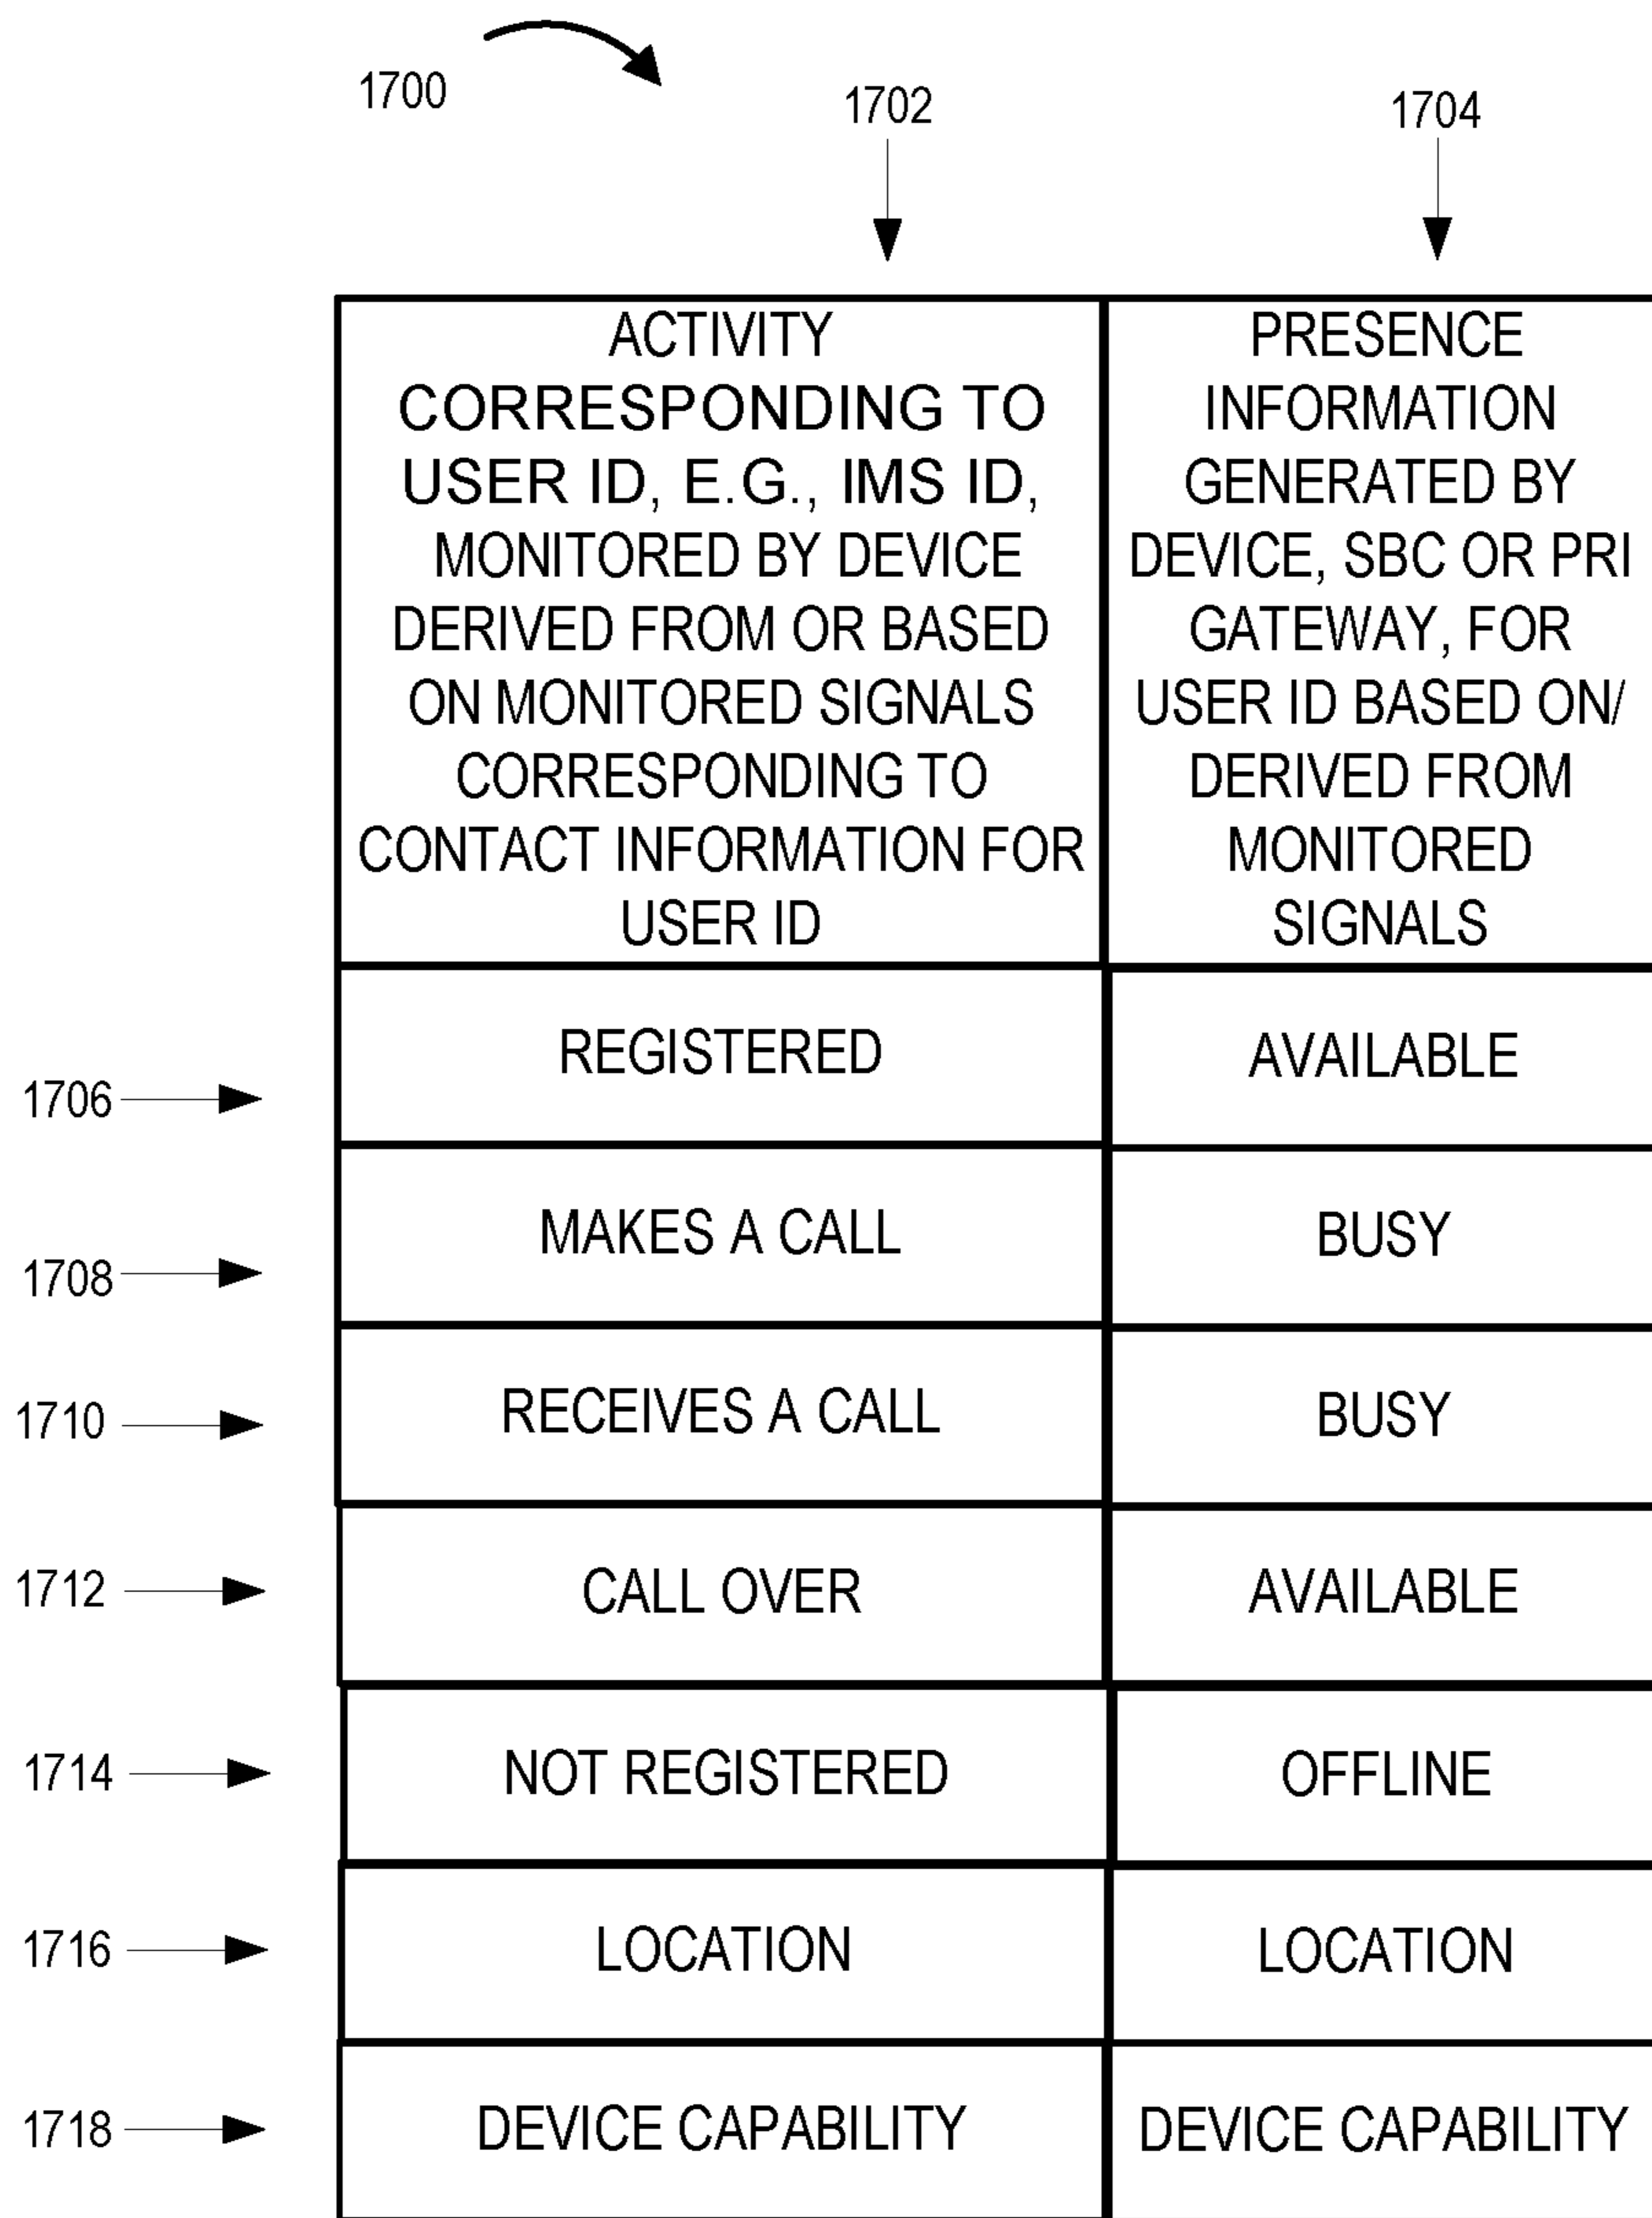 1700
1702
1704
ACTIVITY
CORRESPONDING TO
USER ID, E.G., IMS ID,
MONITORED BY DEVICE
DERIVED FROM OR BASED
ON MONITORED SIGNALS
CORRESPONDING TO
CONTACT INFORMATION FOR
USER ID
PRESENCE
INFORMATION
GENERATED BY
DEVICE, SBC OR PRI
GATEWAY, FOR
USER ID BASED ON/
DERIVED FROM
MONITORED
SIGNALS
1706
REGISTERED
AVAILABLE
1708
MAKES A CALL
BUSY
1710
RECEIVES A CALL
BUSY
1712
CALL OVER
AVAILABLE
1714
NOT REGISTERED
OFFLINE
1716
LOCATION
LOCATION
1718
DEVICE CAPABILITY
DEVICE CAPABILITY